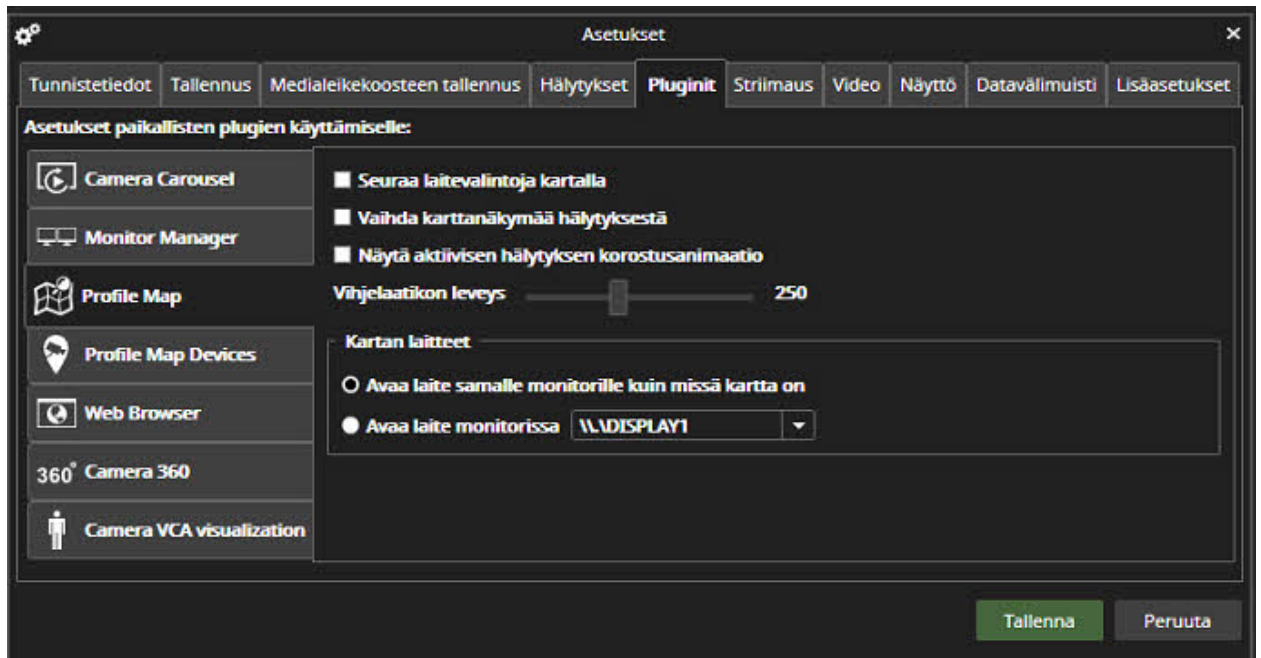 Asetukset
Tunnistetiedot Tallennus Medialeikekoosteen tallennus Hälytykset Pluginit Striimaus Video Näyttö Datavälimuisti Lisäasetukset
Asetukset paikallisten plugien käyttämiselle:
Camera Carousel
Monitor Manager
Profile Map
Profile Map Devices
Web Browser
360° Camera 360
Camera VCA visualization
Seuraa laitevalintoja kartalla
Vaihda karttanäkymää hälytyksestä
Näytä aktiivisen hälytyksen korostusanimaatio
Vihjelaatikon leveys 250
Kartan laitteet
Avaa laite samalle monitorille kuin missä kartta on
Avaa laite monitorissa \\.\DISPLAY1
Tallenna Peruuta